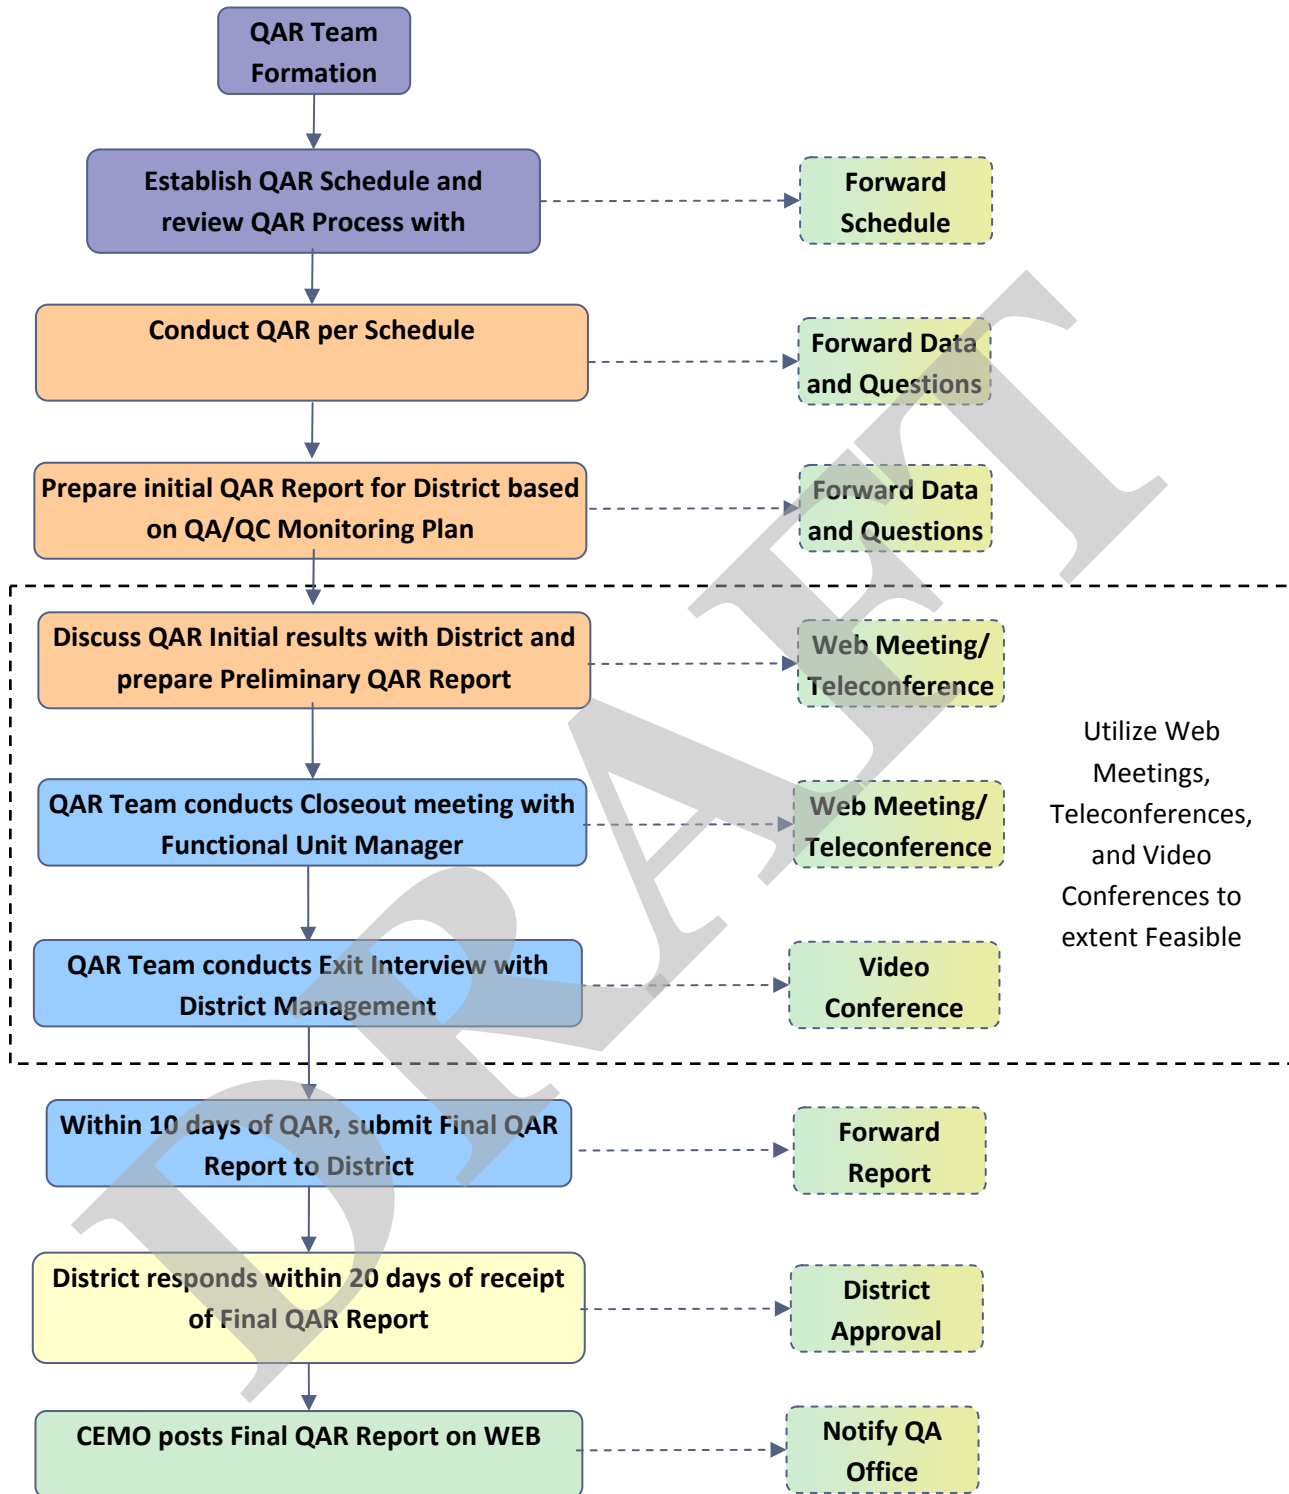 QAR Team
Formation
Establish QAR Schedule and
review QAR Process with
Forward
Schedule
Conduct QAR per Schedule
Forward Data
and Questions
Prepare initial QAR Report for District based
on QA/QC Monitoring Plan
Forward Data
and Questions
Discuss QAR Initial results with District and
prepare Preliminary QAR Report
Web Meeting/
Teleconference
QAR Team conducts Closeout meeting with
Functional Unit Manager
Web Meeting/
Teleconference
Utilize Web
Meetings,
Teleconferences,
and Video
Conferences to
extent Feasible
QAR Team conducts Exit Interview with
District Management
Video
Conference
Within 10 days of QAR, submit Final QAR
Report to District
Forward
Report
District responds within 20 days of receipt
of Final QAR Report
District
Approval
CEMO posts Final QAR Report on WEB
Notify QA
Office
DRAFT